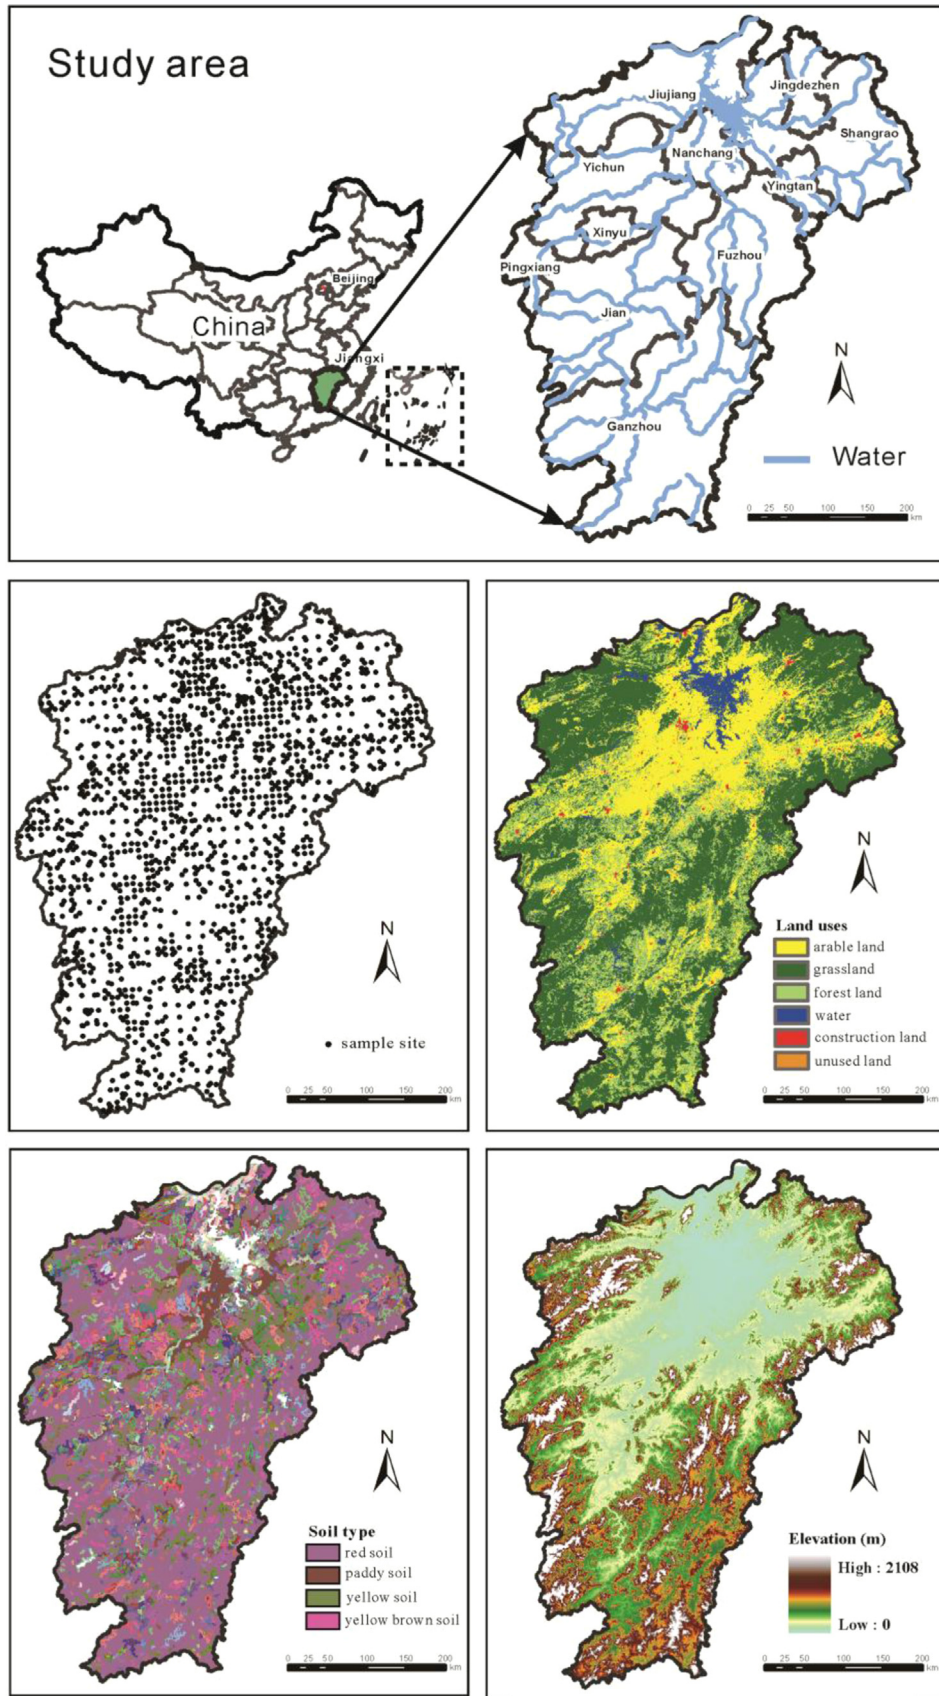 Study area
China
Beijing
Jiangxi
Jiujiang
Jingdezhen
Shangrao
Nanchang
Yichun
Yingtan
Xinyu
Fuzhou
Pingxiang
Jian
Ganzhou
N
Water
0 25 50 100 150 200
km
N
sample site
0 25 50 100 150 200
km
N
Land uses
arable land
grassland
forest land
water
construction land
unused land
0 25 50 100 150 200
km
N
Soil type
red soil
paddy soil
yellow soil
yellow brown soil
0 25 50 100 150 200
km
N
Elevation (m)
High : 2108
Low : 0
0 25 50 100 150 200
km